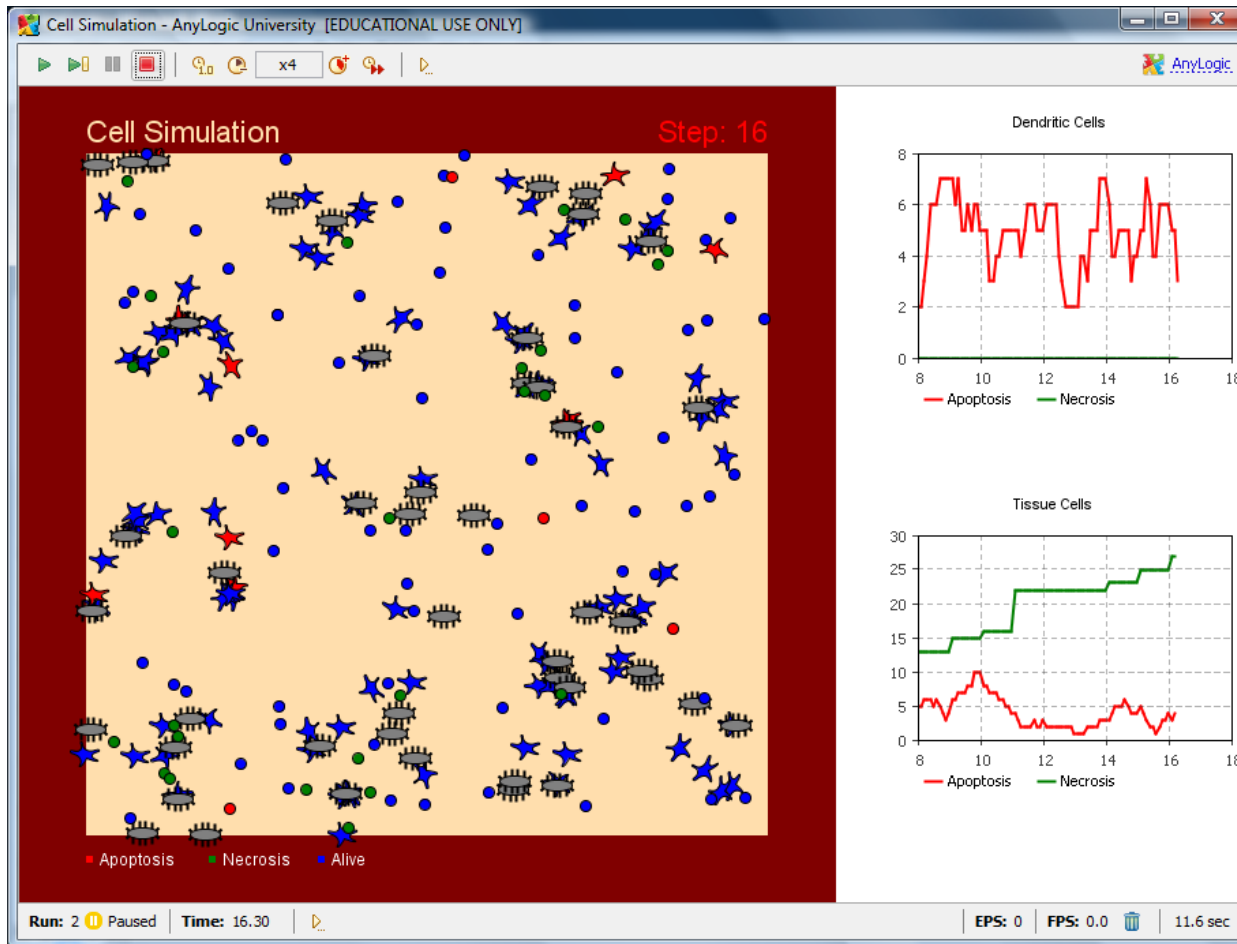 Cell Simulation - AnyLogic University [EDUCATIONAL USE ONLY]
1.0
x4
AnyLogic
Cell Simulation
Step: 16
Apoptosis
Necrosis
Alive
Dendritic Cells
8
6
4
2
0
8 10 12 14 16 18
Apoptosis Necrosis
Tissue Cells
30
25
20
15
10
5
0
8 10 12 14 16 18
Apoptosis Necrosis
Run: 2 Paused Time: 16.30 EPS: 0 FPS: 0.0 11.6 sec